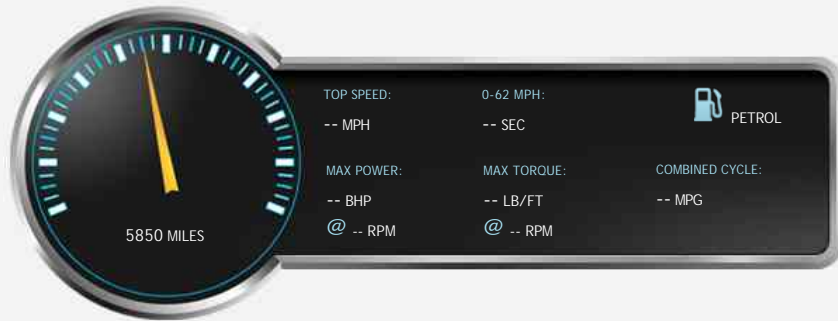 TOP SPEED:
0-62 MPH:
-- MPH
-- SEC
PETROL
MAX POWER:
MAX TORQUE:
COMBINED CYCLE:
-- BHP
-- LB/FT
-- MPG
@ -- RPM
@ -- RPM
5850 MILES